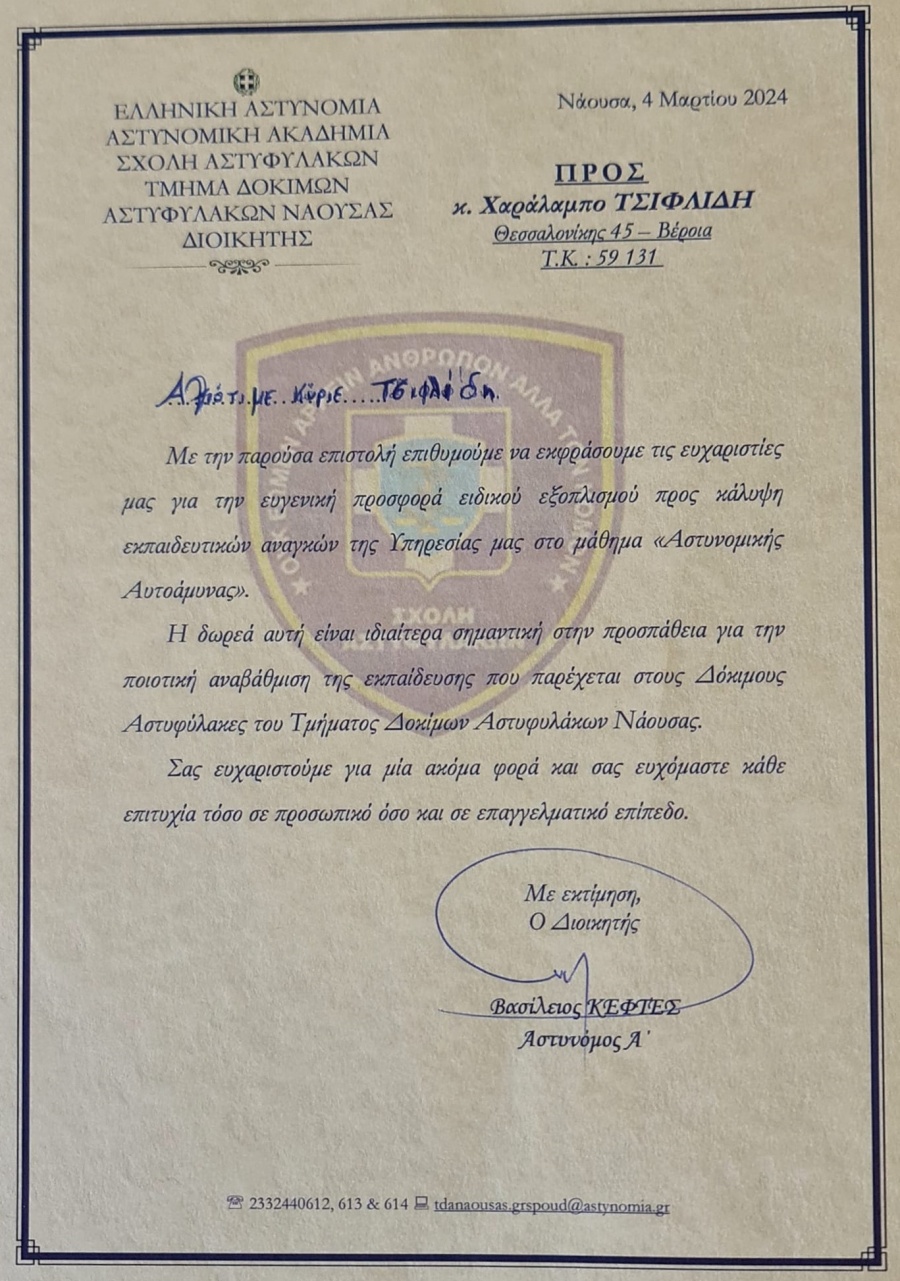 ΕΛΛΗΝΙΚΗ ΑΣΤΥΝΟΜΙΑ
ΑΣΤΥΝΟΜΙΚΗ ΑΚΑΔΗΜΙΑ
ΣΧΟΛΗ ΑΣΤΥΦΥΛΑΚΩΝ
ΤΜΗΜΑ ΔΟΚΙΜΩΝ
ΑΣΤΥΦΥΛΑΚΩΝ ΝΑΟΥΣΑΣ
ΔΙΟΙΚΗΤΗΣ
Νάουσα, 4 Μαρτίου 2024
ΠΡΟΣ
κ. Χαράλαμπο ΤΣΙΦΛΙΔΗ
Θεσσαλονίκης 45 – Βέροια
Τ.Κ. : 59 131
Αγαπητέ κύριε Τσιφλίδη
Με την παρούσα επιστολή επιθυμούμε να εκφράσουμε τις ευχαριστίες
μας για την ευγενική προσφορά ειδικού εξοπλισμού προς κάλυψη
εκπαιδευτικών αναγκών της Υπηρεσίας μας στο μάθημα «Αστυνομικής
Αυτοάμυνας».
Η δωρεά αυτή είναι ιδιαίτερα σημαντική στην προσπάθεια για την
ποιοτική αναβάθμιση της εκπαίδευσης που παρέχεται στους Δόκιμους
Αστυφύλακες του Τμήματος Δοκίμων Αστυφυλάκων Νάουσας.
Σας ευχαριστούμε για μία ακόμα φορά και σας ευχόμαστε κάθε
επιτυχία τόσο σε προσωπικό όσο και σε επαγγελματικό επίπεδο.
ΣΧΟΛΗ
Με εκτίμηση,
Ο Διοικητής
Βασίλειος ΚΕΦΤΕΣ
Αστυνόμος Α΄
☏ 2332440612, 613 & 614 💻 tdanaousas.grspoud@astynomia.gr